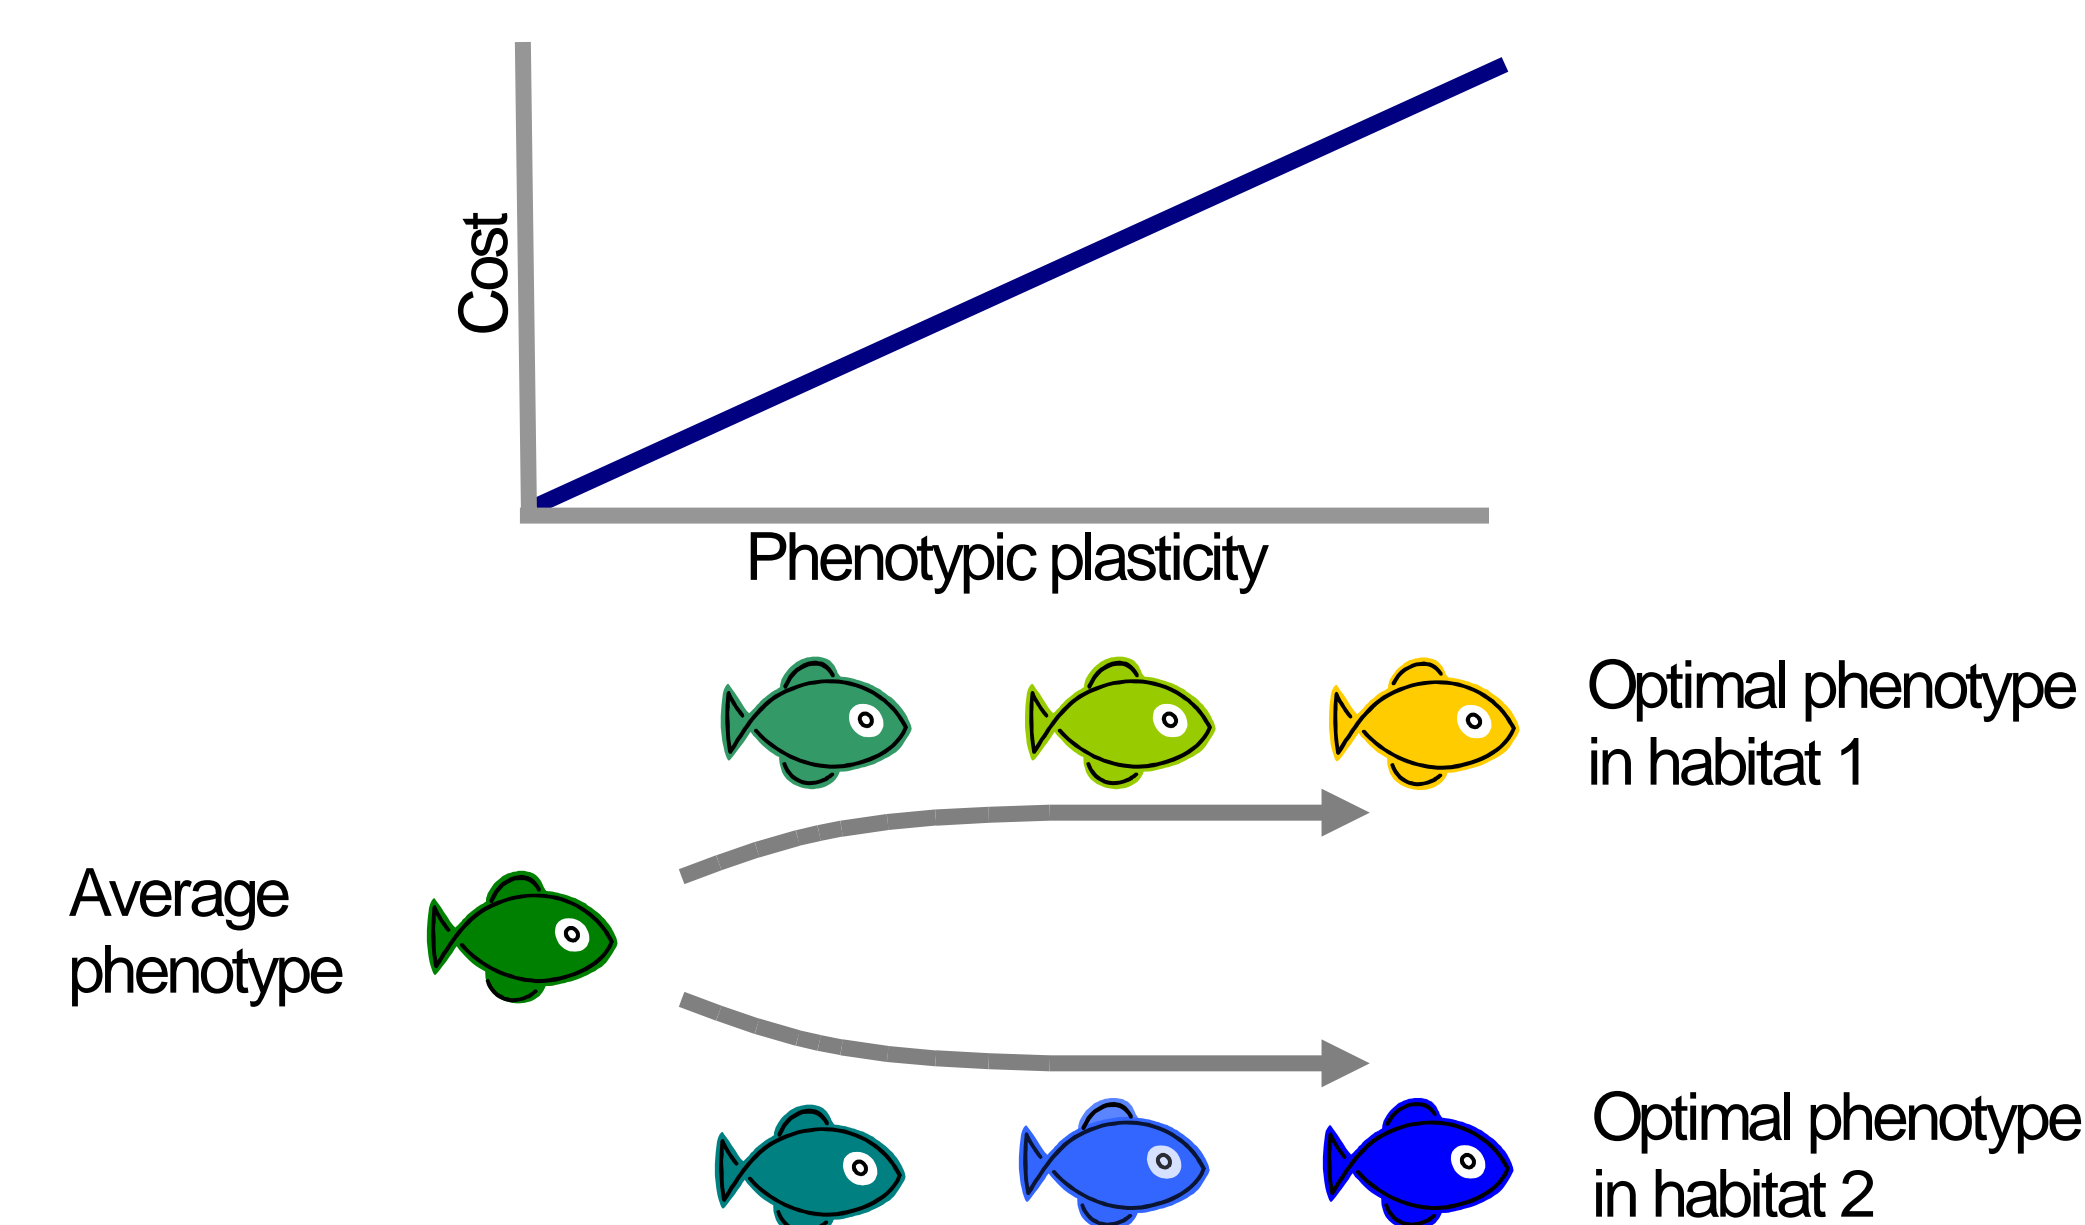 Cost
Phenotypic plasticity
Optimal phenotype
in habitat 1
Average
phenotype
Optimal phenotype
in habitat 2